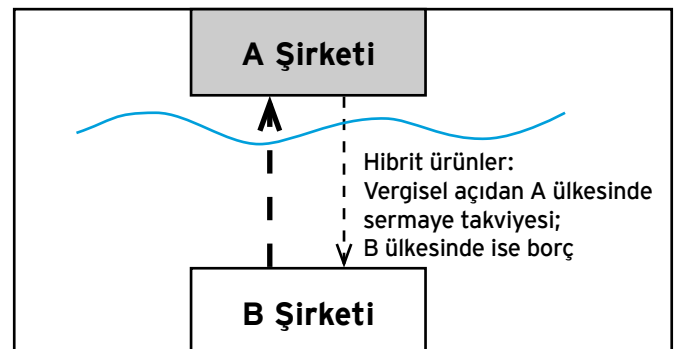 A Şirketi
Hibrit ürünler:
Vergisel açıdan A ülkesinde
sermaye takviyesi;
B ülkesinde ise borç
B Şirketi